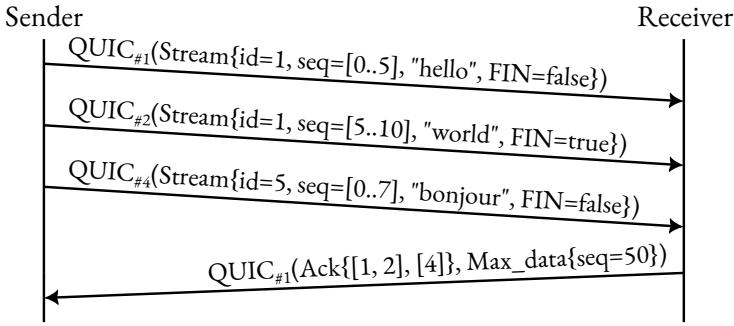 Sender
Receiver
QUIC#1(Stream{id=1, seq=[0..5], "hello", FIN=false})
QUIC#2(Stream{id=1, seq=[5..10], "world", FIN=true})
QUIC#4(Stream{id=5, seq=[0..7], "bonjour", FIN=false})
QUIC#1(Ack{[1, 2], [4]}, Max_data{seq=50})